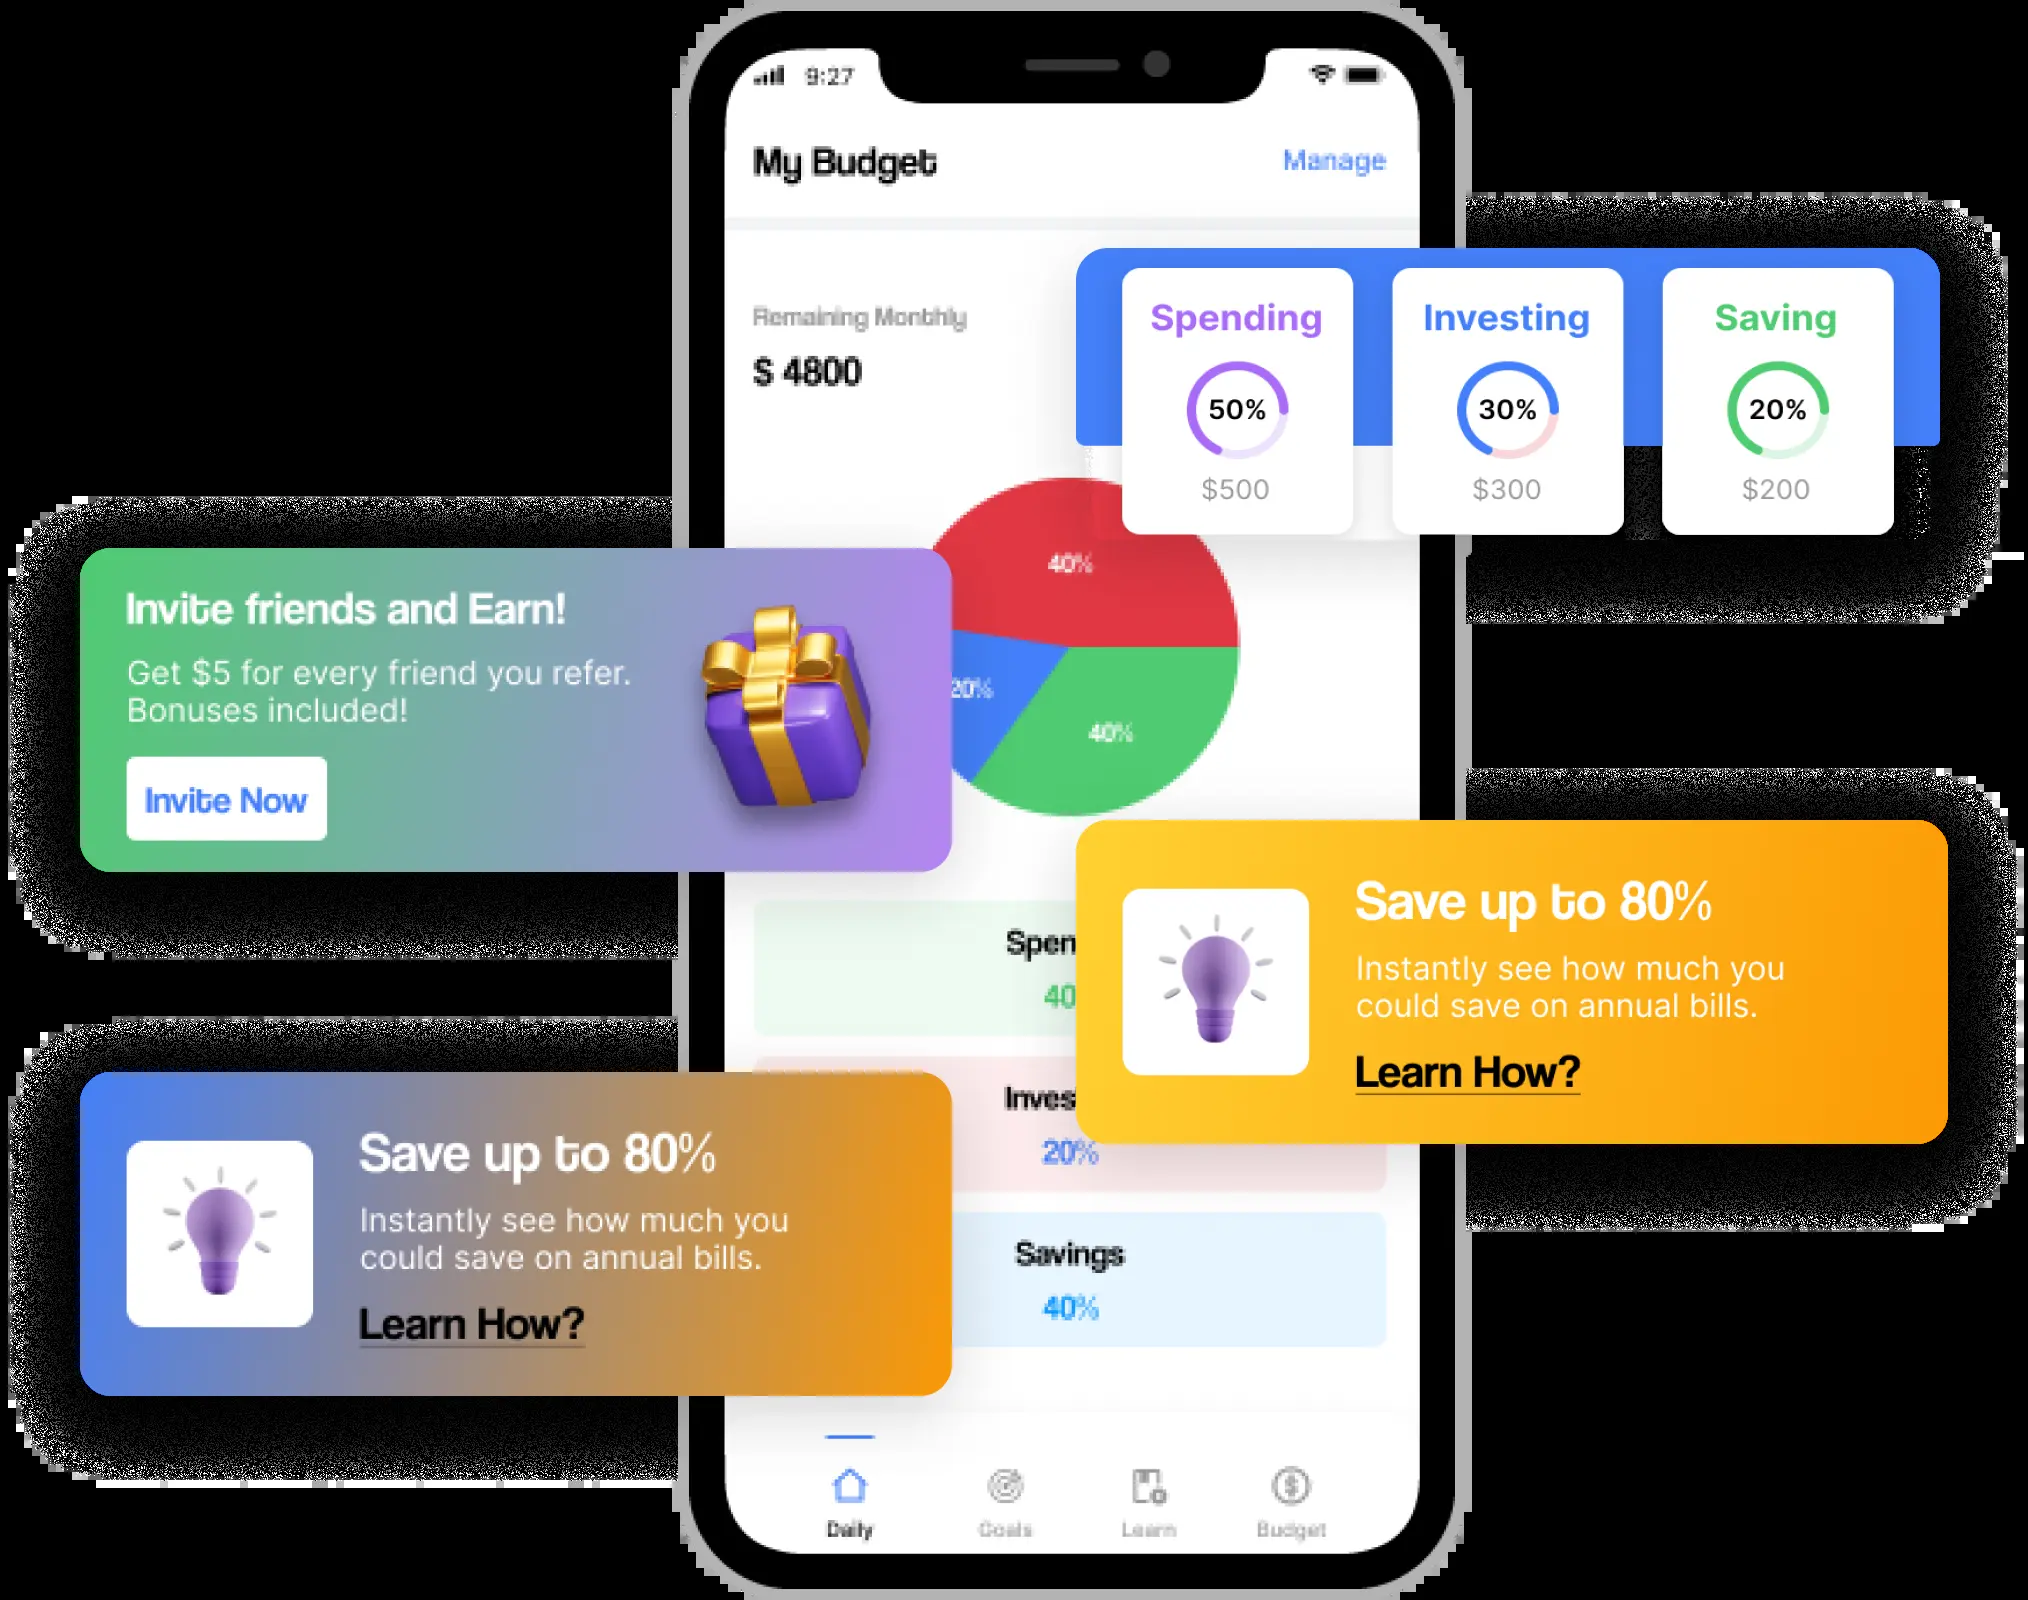 9:27
My Budget
Manage
Remaining Monthly
$ 4800
Spending
50%
$500
Investing
30%
$300
Saving
20%
$200
40%
20%
40%
Invite friends and Earn!
Get $5 for every friend you refer.
Bonuses included!
Invite Now
Spen
40
Inves
20%
Savings
40%
Save up to 80%
Instantly see how much you
could save on annual bills.
Learn How?
Save up to 80%
Instantly see how much you
could save on annual bills.
Learn How?
Daily
Goals
Learn
Budget